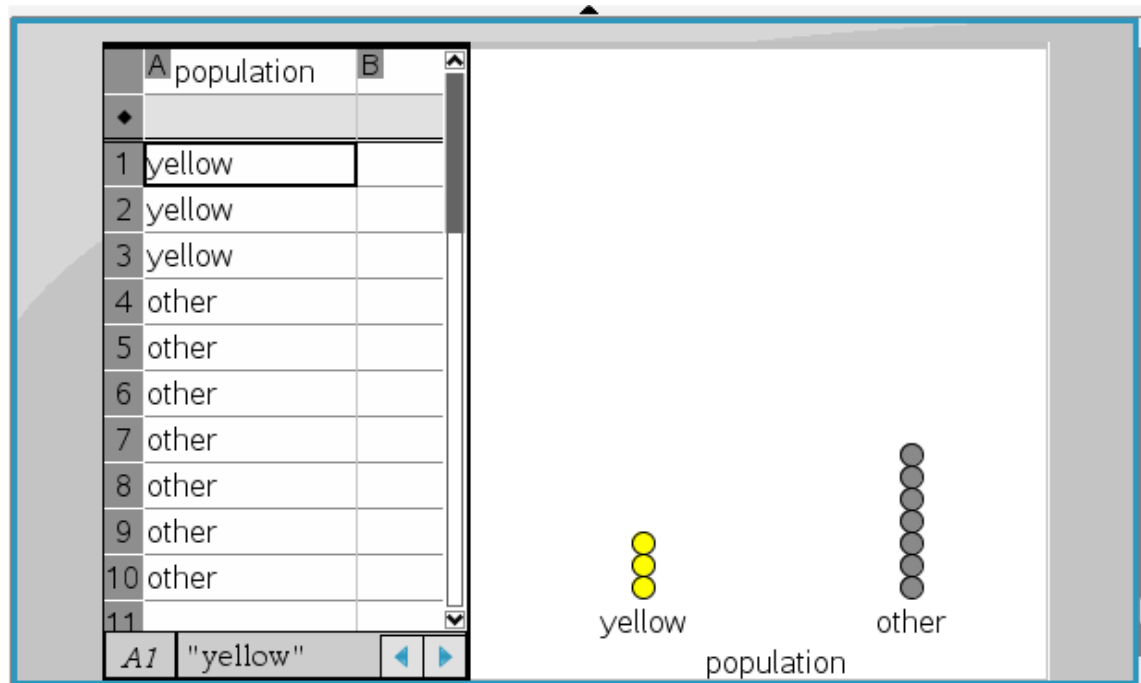 A population B
1 yellow
2 yellow
3 yellow
4 other
5 other
6 other
7 other
8 other
9 other
10 other
11
A1 "yellow"
yellow other
population